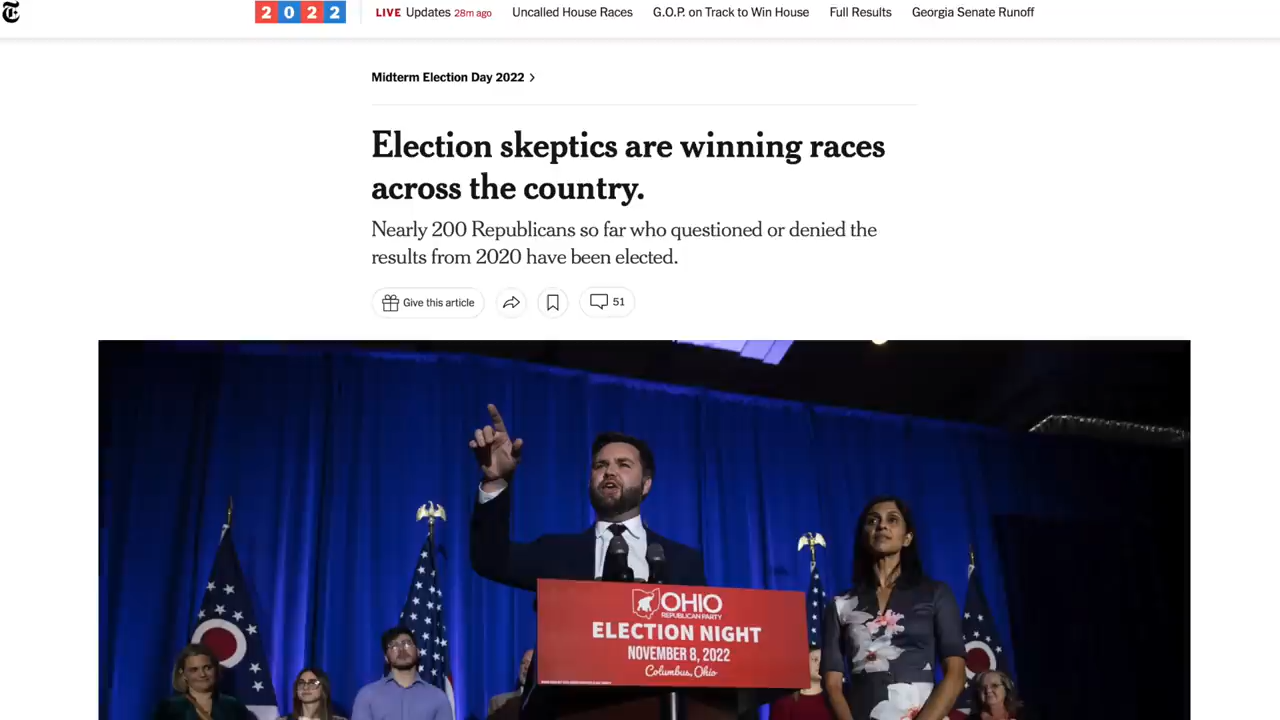 2022
LIVE Updates 28m ago Uncalled House Races G.O.P. on Track to Win House Full Results Georgia Senate Runoff
Midterm Election Day 2022 >
Election skeptics are winning races
across the country.
Nearly 200 Republicans so far who questioned or denied the
results from 2020 have been elected.
Give this article 51
OHIO
REPUBLICAN PARTY
ELECTION NIGHT
NOVEMBER 8, 2022
Columbus, Ohio